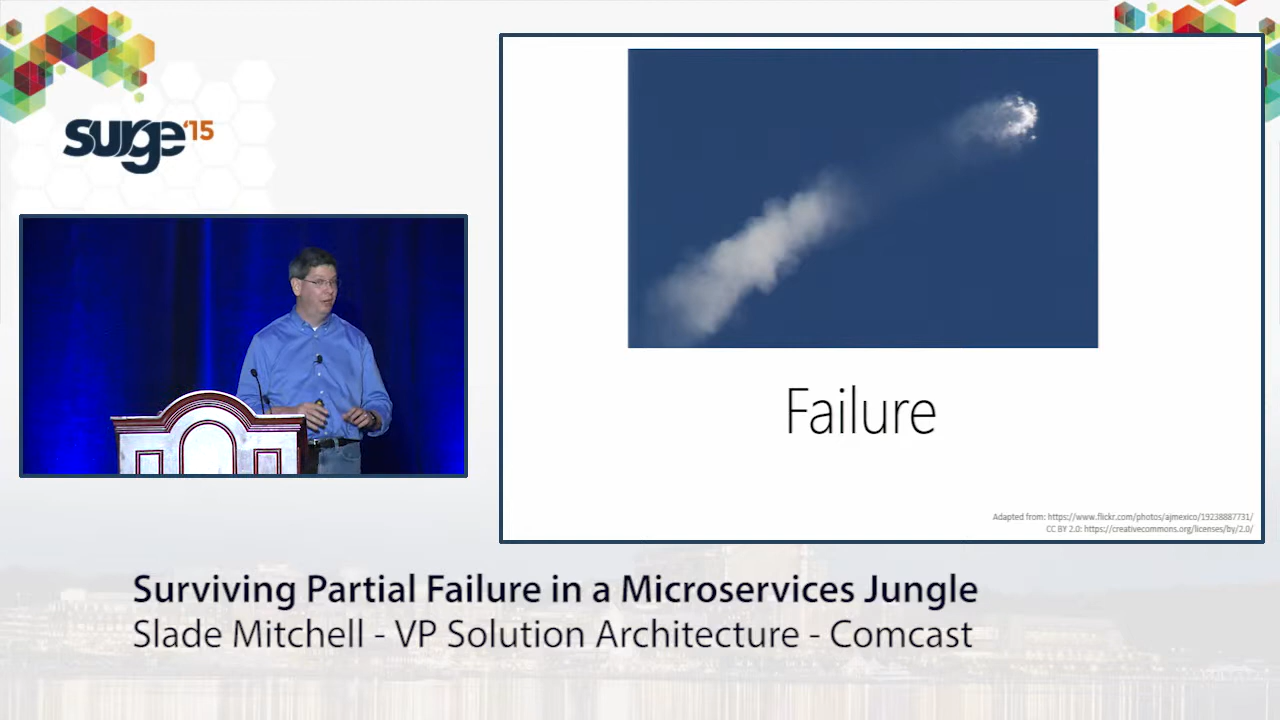 surge'15
Failure
Adapted from: https://www.flickr.com/photos/ajmexico/19238887731/
CC BY 2.0: https://creativecommons.org/licenses/by/2.0/
Surviving Partial Failure in a Microservices Jungle
Slade Mitchell - VP Solution Architecture - Comcast